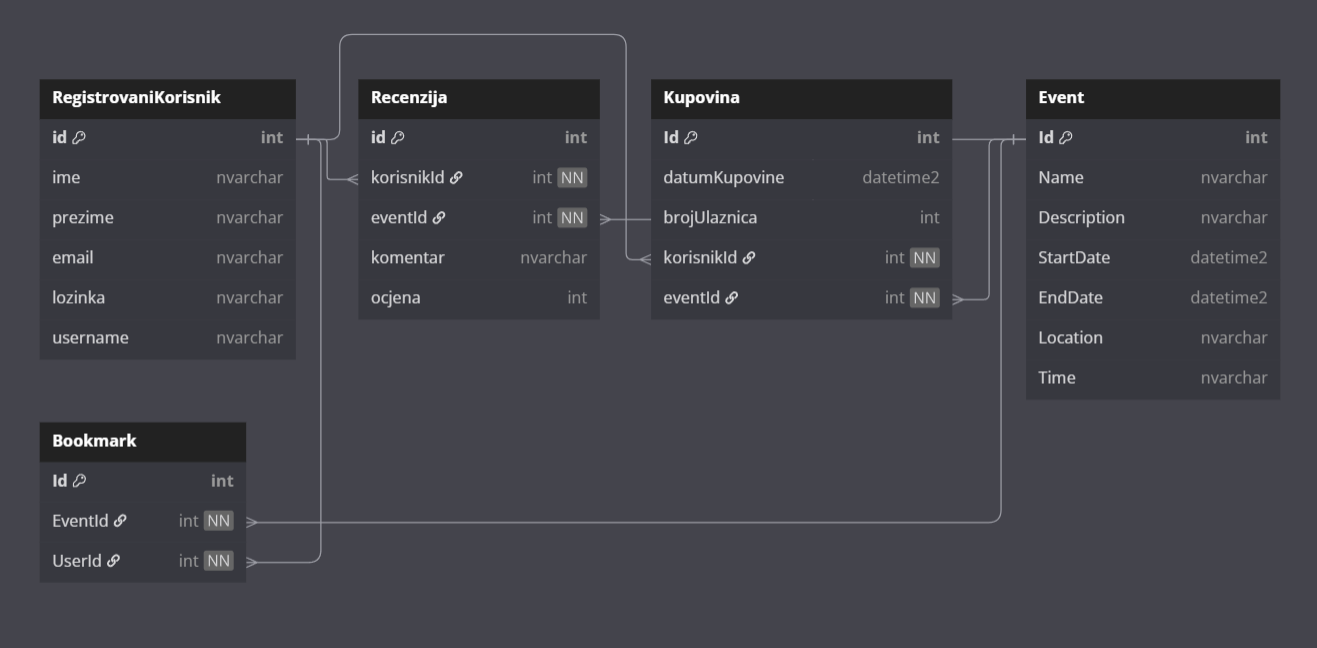 RegistrovaniKorisnik
id int
ime nvarchar
prezime nvarchar
email nvarchar
lozinka nvarchar
username nvarchar
Recenzija
id int
korisnikId int NN
eventId int NN
komentar nvarchar
ocjena int
Kupovina
Id int
datumKupovine datetime2
brojUlaznica int
korisnikId int NN
eventId int NN
Event
Id int
Name nvarchar
Description nvarchar
StartDate datetime2
EndDate datetime2
Location nvarchar
Time nvarchar
Bookmark
Id int
EventId int NN
UserId int NN